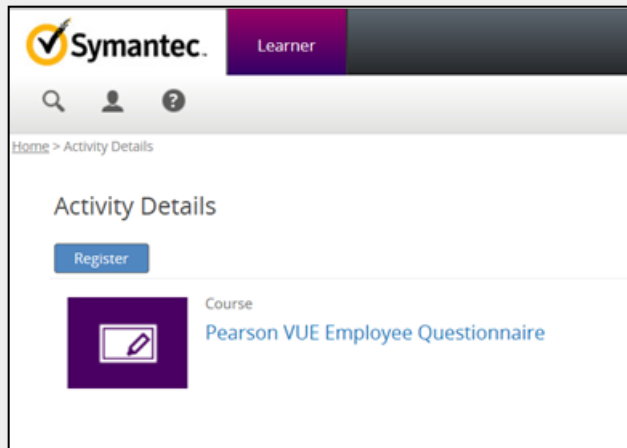 Symantec.
Learner
Home > Activity Details
Activity Details
Register
Course
Pearson VUE Employee Questionnaire